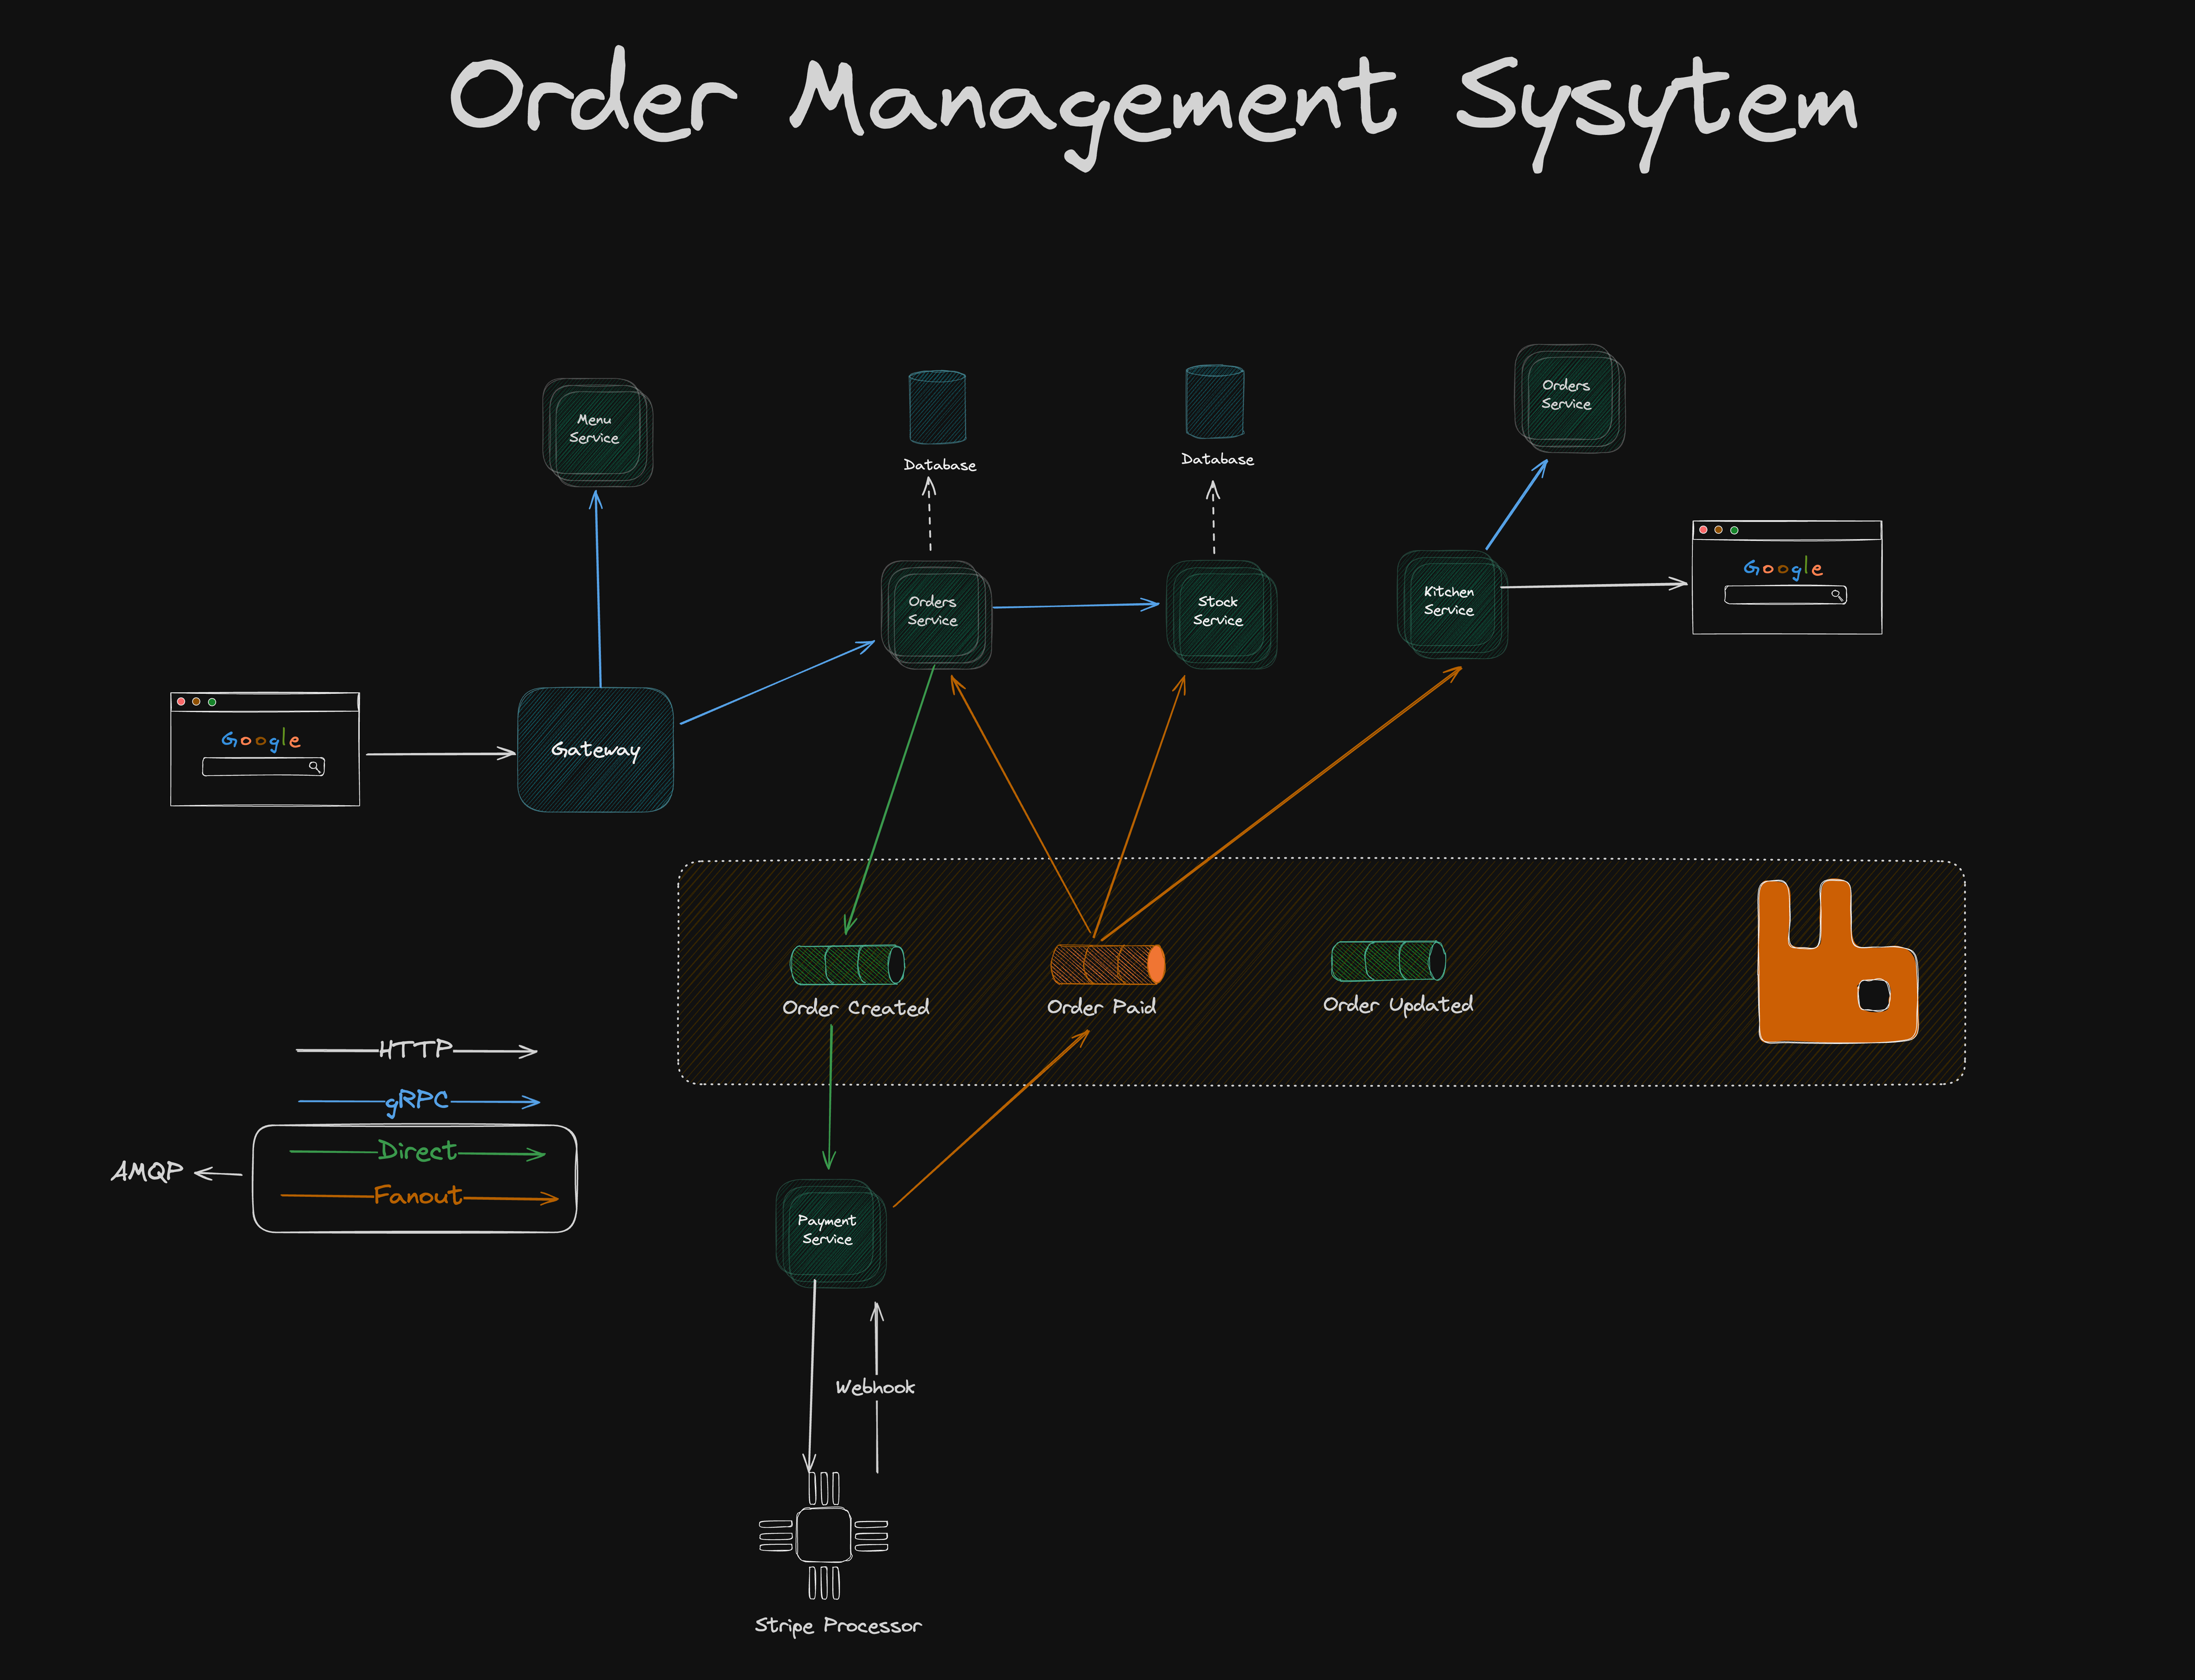 Order Management Sysytem
Orders
Service
Menu
Service
Database
Database
Google
Orders
Service
Stock
Service
Kitchen
Service
Google
Gateway
Order Created
Order Paid
Order Updated
HTTP
gRPC
Direct
AMQP
Fanout
Payment
Service
Webhook
Stripe Processor